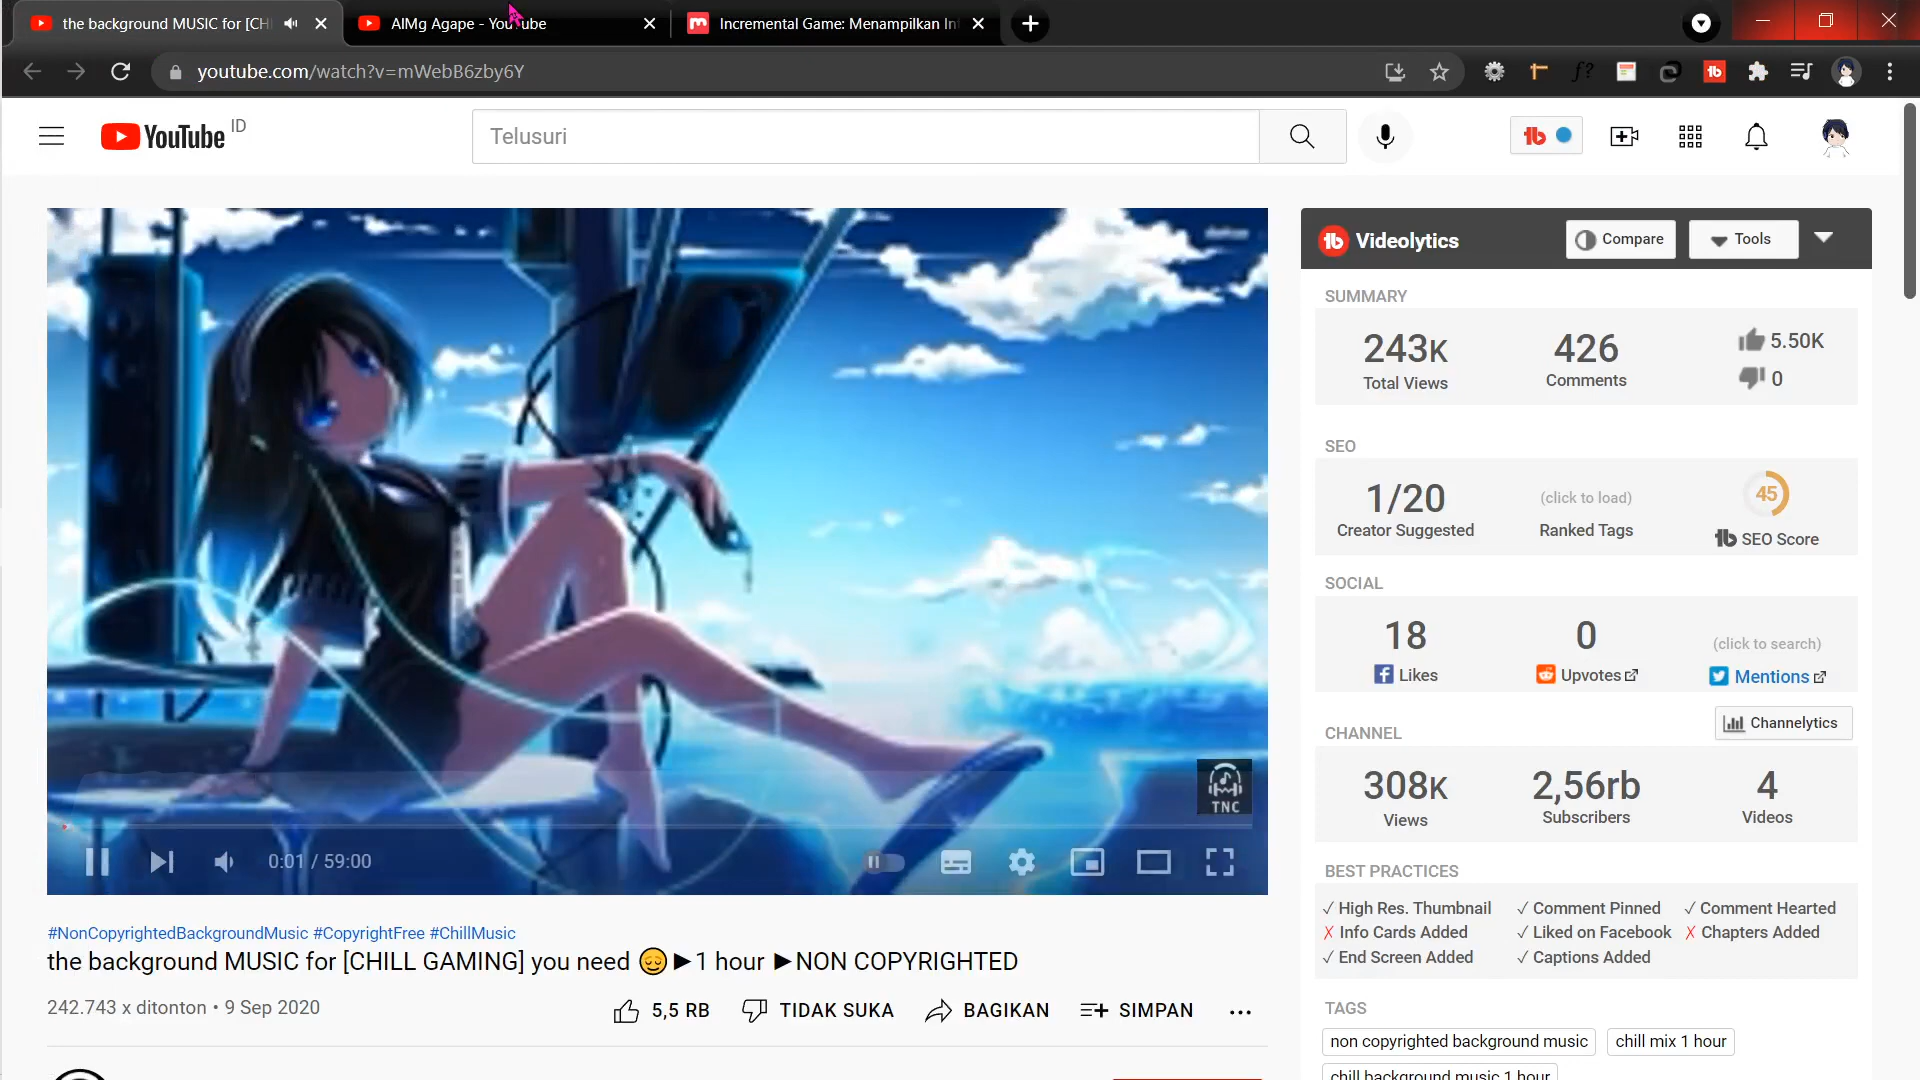 the background MUSIC for [CHI
AlMg Agape - YouTube
Incremental Game: Menampilkan In
youtube.com/watch?v=mWebB6zby6Y
YouTube ID
Telusuri
Videolytics
Compare
Tools
SUMMARY
243K
Total Views
426
Comments
5.50K
0
SEO
1/20
Creator Suggested
(click to load)
Ranked Tags
45
SEO Score
SOCIAL
18
Likes
0
Upvotes
(click to search)
Mentions
CHANNEL
Channelytics
308K
Views
2,56rb
Subscribers
4
Videos
BEST PRACTICES
✓ High Res. Thumbnail ✓ Comment Pinned ✓ Comment Hearted
✗ Info Cards Added ✓ Liked on Facebook ✗ Chapters Added
✓ End Screen Added ✓ Captions Added
TAGS
non copyrighted background music
chill mix 1 hour
chill background music 1 hour
TNC
0:01 / 59:00
#NonCopyrightedBackgroundMusic #CopyrightFree #ChillMusic
the background MUSIC for [CHILL GAMING] you need 😌►1 hour ►NON COPYRIGHTED
242.743 x ditonton • 9 Sep 2020
5,5 RB
TIDAK SUKA
BAGIKAN
SIMPAN